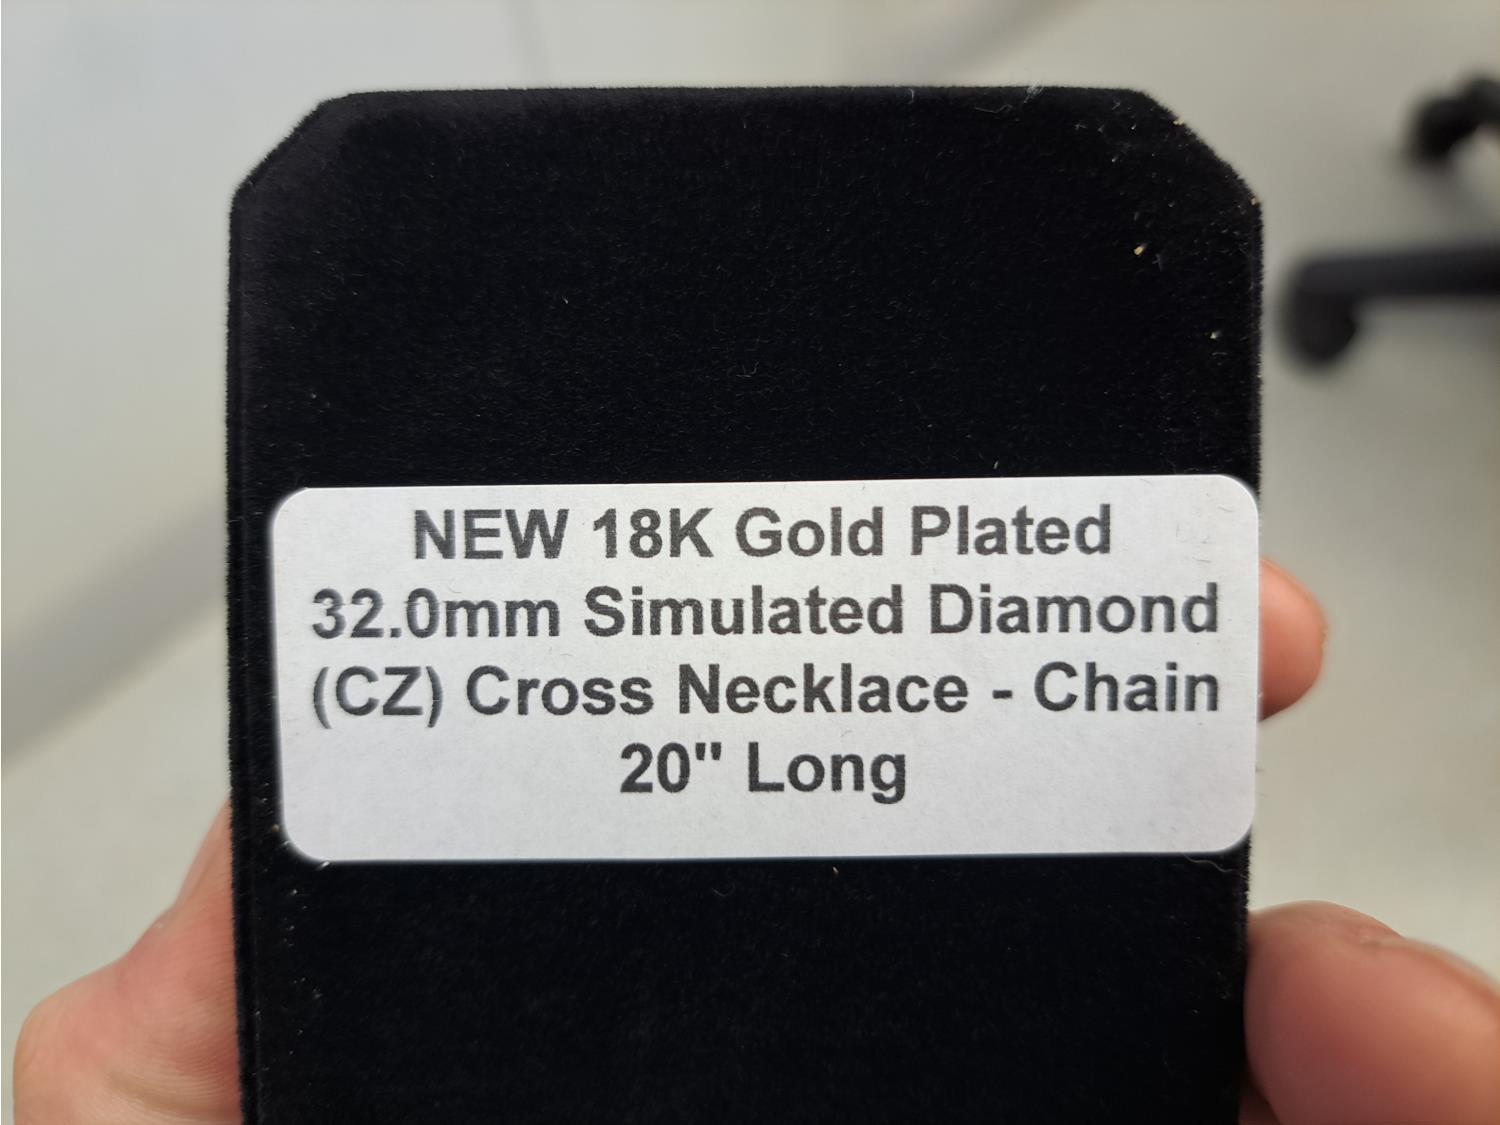 NEW 18K Gold Plated
32.0mm Simulated Diamond
(CZ) Cross Necklace - Chain
20" Long